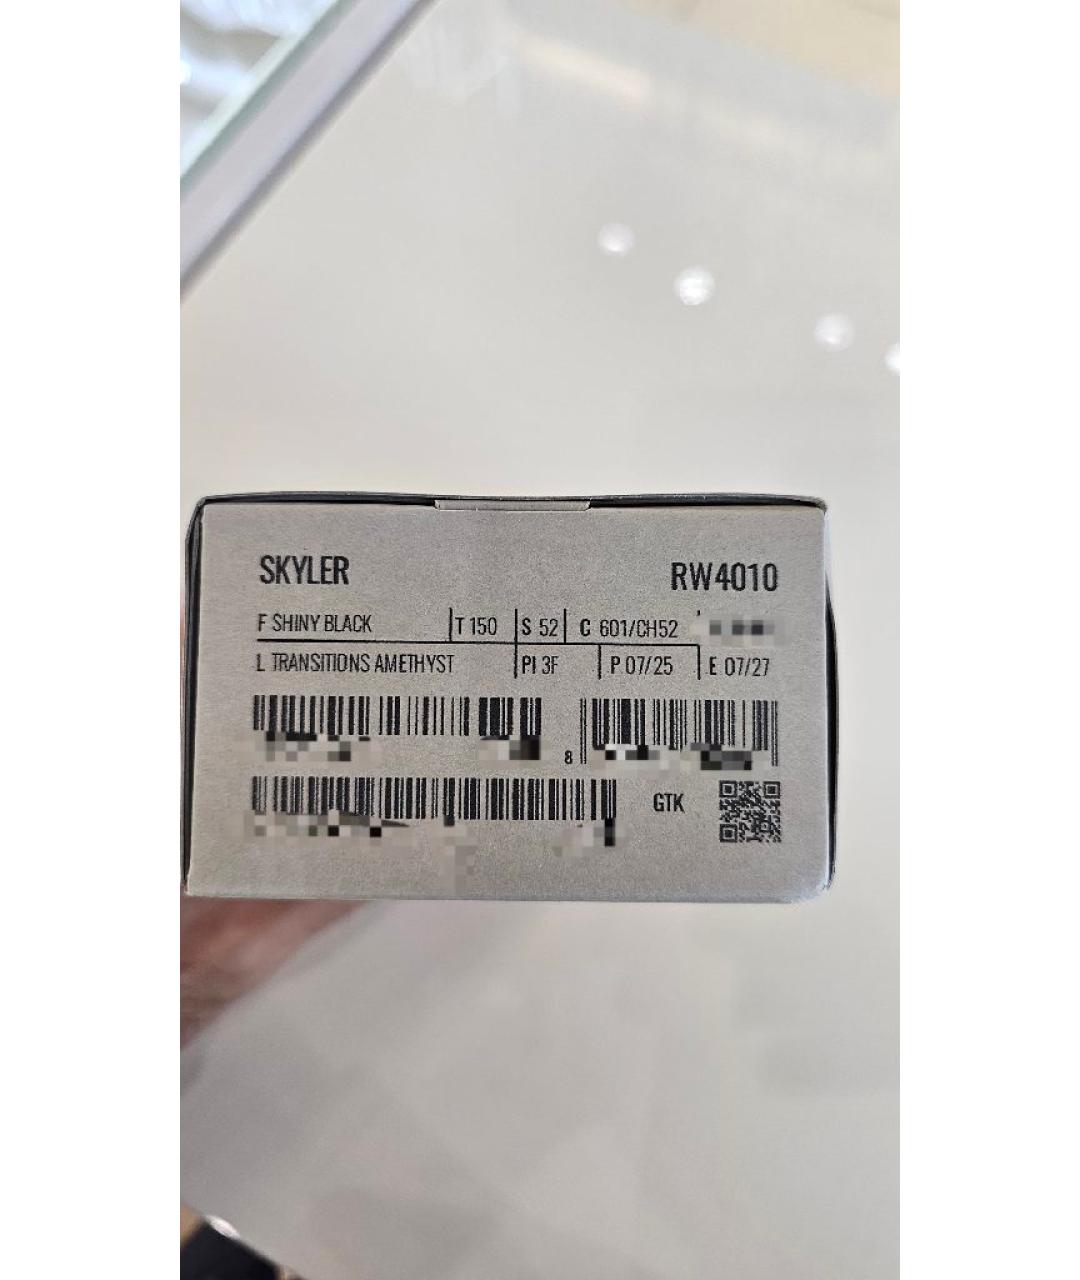 SKYLER RW4010
F SHINY BLACK T 150 S 52 C 601/CH52
L TRANSITIONS AMETHYST PI 3F P 07/25 E 07/27
8
GTK